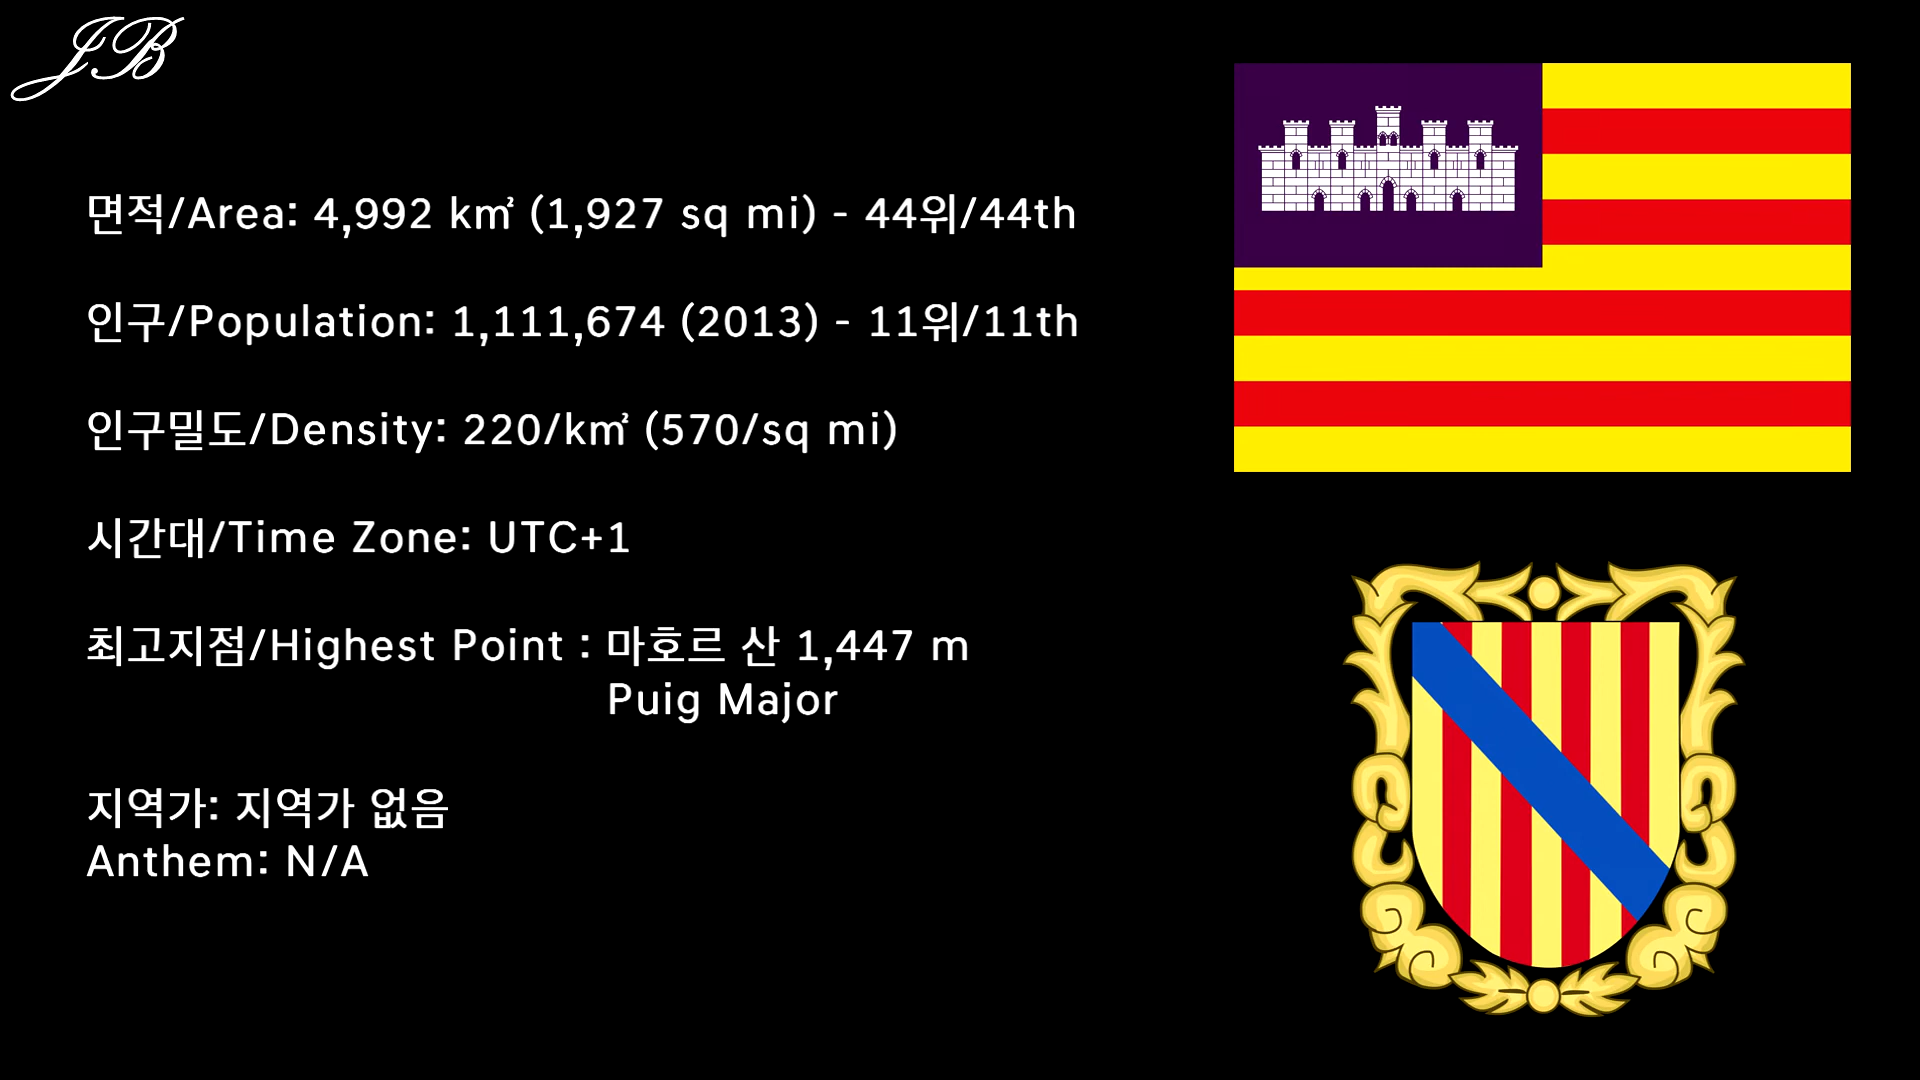 JB
면적/Area: 4,992 ㎢ (1,927 sq mi) - 44위/44th
인구/Population: 1,111,674 (2013) - 11위/11th
인구밀도/Density: 220/㎢ (570/sq mi)
시간대/Time Zone: UTC+1
최고지점/Highest Point : 마호르 산 1,447 m
Puig Major
지역가: 지역가 없음
Anthem: N/A